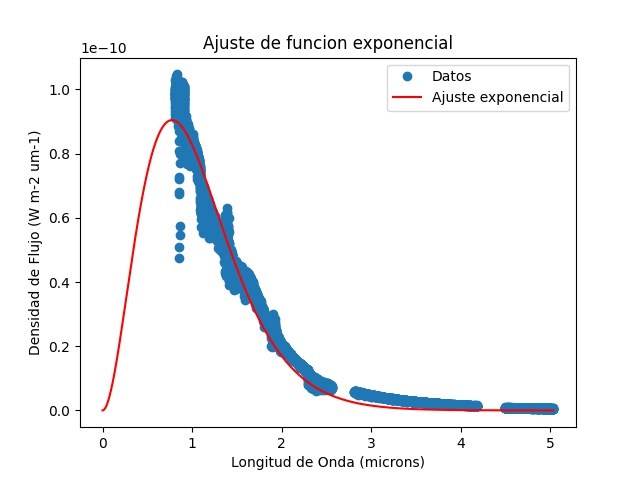 Ajuste de funcion exponencial
1e−10
Datos
Ajuste exponencial
1.0
0.8
0.6
0.4
0.2
0.0
Densidad de Flujo (W m-2 um-1)
0 1 2 3 4 5
Longitud de Onda (microns)